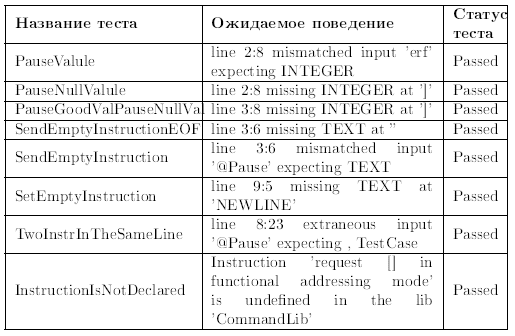 Название теста
Ожидаемое поведение
Статус
теста
PauseValule
line 2:8 mismatched input 'erf'
expecting INTEGER
Passed
PauseNullValule
line 2:8 missing INTEGER at ']'
Passed
PauseGoodValPauseNullVal
line 3:8 missing INTEGER at ']'
Passed
SendEmptyInstructionEOF
line 3:6 missing TEXT at ''
Passed
SendEmptyInstruction
line 3:6 mismatched input
'@Pause' expecting TEXT
Passed
SetEmptyInstruction
line 9:5 missing TEXT at
'NEWLINE'
Passed
TwoInstrInTheSameLine
line 8:23 extraneous input
'@Pause' expecting , TestCase
Passed
InstructionIsNotDeclared
Instruction 'request [] in
functional addressing mode'
is undefined in the lib
'CommandLib'
Passed